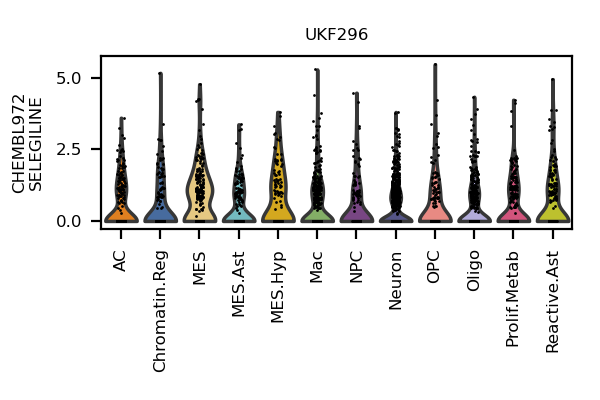 UKF296
CHEMBL972
SELEGILINE
5.0
2.5
0.0
AC
Chromatin.Reg
MES
MES.Ast
MES.Hyp
Mac
NPC
Neuron
OPC
Oligo
Prolif.Metab
Reactive.Ast